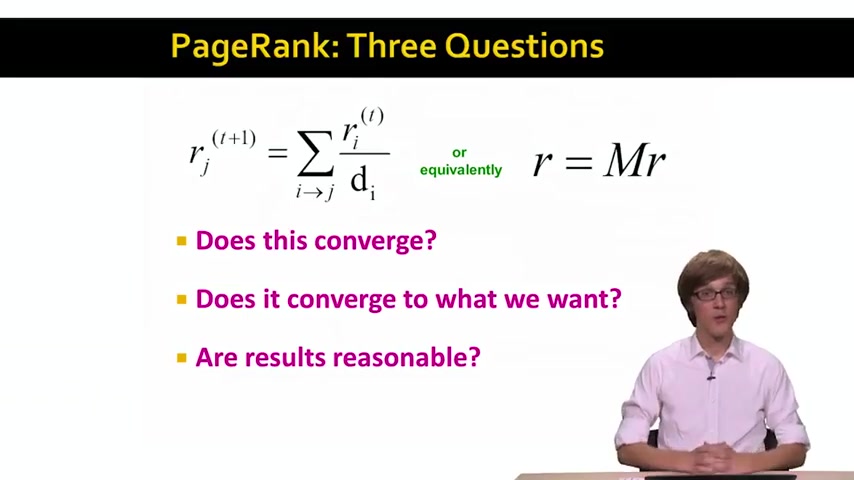 PageRank: Three Questions
r_j^{(t+1)} = \sum_{i→j} \frac{r_i^{(t)}}{d_i}
or
equivalently
r = Mr
Does this converge?
Does it converge to what we want?
Are results reasonable?